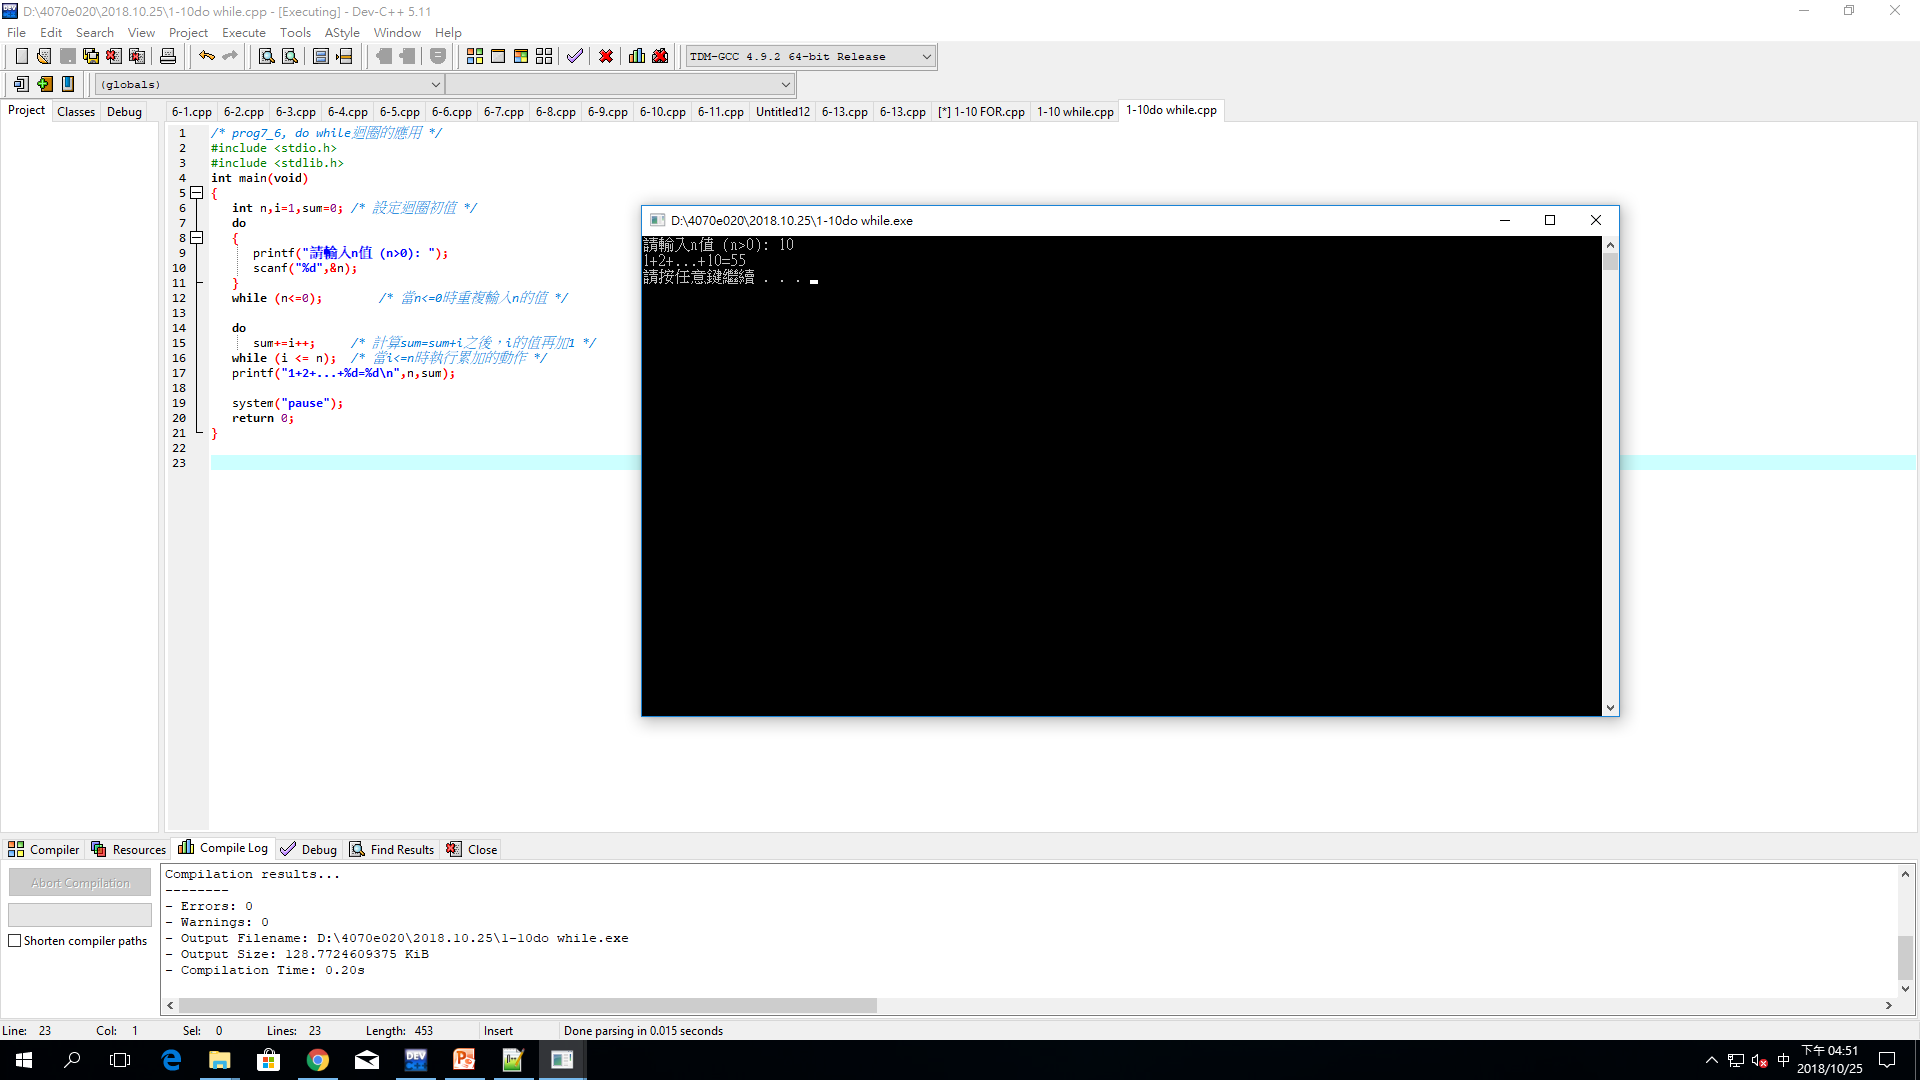 D:\4070e020\2018.10.25\1-10do while.cpp - [Executing] - Dev-C++ 5.11
File Edit Search View Project Execute Tools AStyle Window Help
TDM-GCC 4.9.2 64-bit Release
(globals)
Project Classes Debug
6-1.cpp 6-2.cpp 6-3.cpp 6-4.cpp 6-5.cpp 6-6.cpp 6-7.cpp 6-8.cpp 6-9.cpp 6-10.cpp 6-11.cpp Untitled12 6-13.cpp 6-13.cpp [*] 1-10 FOR.cpp 1-10 while.cpp 1-10do while.cpp
1 /* prog7_6, do while迴圈的應用 */
2 #include <stdio.h>
3 #include <stdlib.h>
4 int main(void)
5 {
6 int n,i=1,sum=0; /* 設定迴圈初值 */
7 do
8 {
9 printf("請輸入n值 (n>0): ");
10 scanf("%d",&n);
11 }
12 while (n<=0); /* 當n<=0時重複輸入n的值 */
13
14 do
15 sum+=i++; /* 計算sum=sum+i之後，i的值再加1 */
16 while (i <= n); /* 當i<=n時執行累加的動作 */
17 printf("1+2+...+%d=%d\n",n,sum);
18
19 system("pause");
20 return 0;
21 }
22
23
D:\4070e020\2018.10.25\1-10do while.exe
請輸入n值 (n>0): 10
1+2+...+10=55
請按任意鍵繼續 . . .
Compiler Resources Compile Log Debug Find Results Close
Abort Compilation
Shorten compiler paths
Compilation results...
--------
- Errors: 0
- Warnings: 0
- Output Filename: D:\4070e020\2018.10.25\1-10do while.exe
- Output Size: 128.7724609375 KiB
- Compilation Time: 0.20s
Line: 23 Col: 1 Sel: 0 Lines: 23 Length: 453 Insert Done parsing in 0.015 seconds
中
下午 04:51
2018/10/25